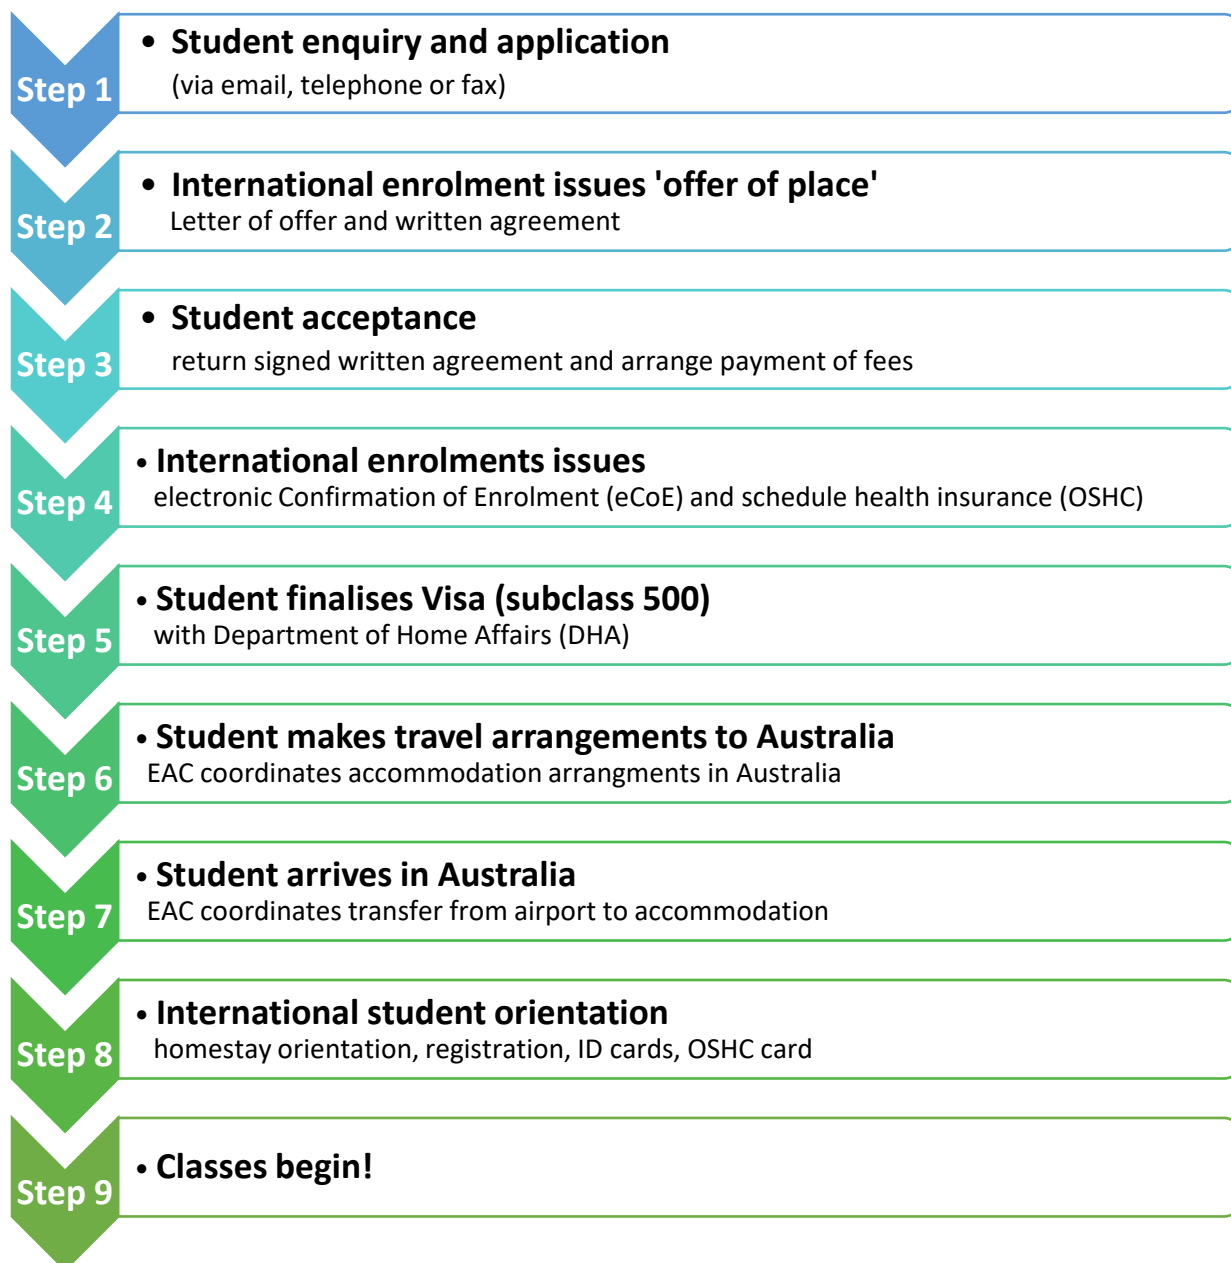 Step 1
• Student enquiry and application
(via email, telephone or fax)
Step 2
• International enrolment issues 'offer of place'
Letter of offer and written agreement
Step 3
• Student acceptance
return signed written agreement and arrange payment of fees
Step 4
• International enrolments issues
electronic Confirmation of Enrolment (eCoE) and schedule health insurance (OSHC)
Step 5
• Student finalises Visa (subclass 500)
with Department of Home Affairs (DHA)
Step 6
• Student makes travel arrangements to Australia
EAC coordinates accommodation arrangments in Australia
Step 7
• Student arrives in Australia
EAC coordinates transfer from airport to accommodation
Step 8
• International student orientation
homestay orientation, registration, ID cards, OSHC card
Step 9
• Classes begin!